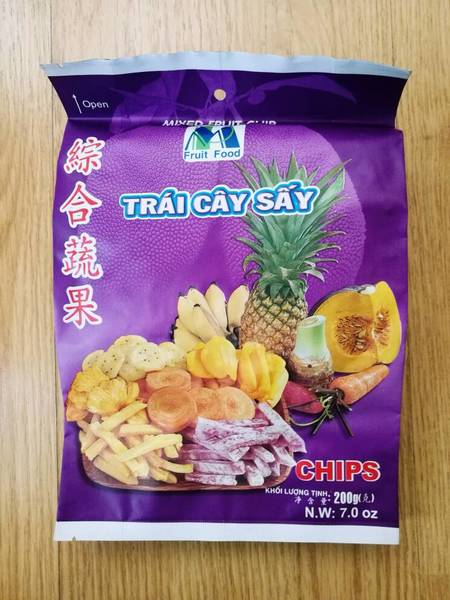 Open
MIXED FRUIT CHIP
Fruit Food
綜合蔬果
TRÁI CÂY SẤY
CHIPS
KHỐI LƯỢNG TỊNH:
净含量: 200g(克)
N.W: 7.0 oz